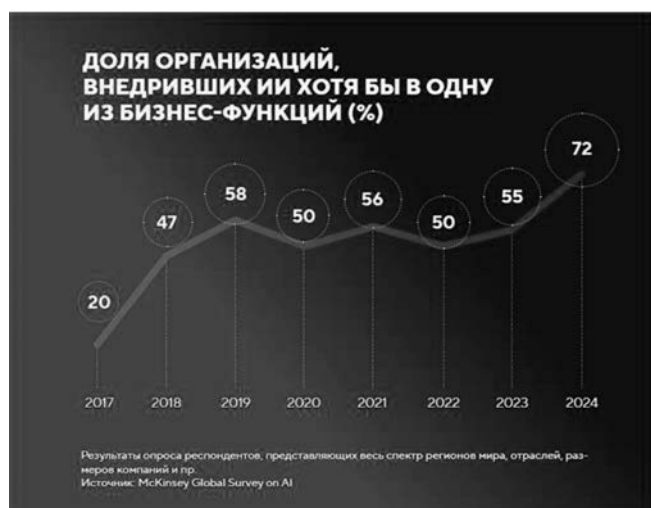 ДОЛЯ ОРГАНИЗАЦИЙ,
ВНЕДРИВШИХ ИИ ХОТЯ БЫ В ОДНУ
ИЗ БИЗНЕС-ФУНКЦИЙ (%)
72
58
56
55
47
50
50
20
2017 2018 2019 2020 2021 2022 2023 2024
Результаты опроса респондентов, представляющих весь спектр регионов мира, отраслей, раз-
меров компаний и пр.
Источник: McKinsey Global Survey on AI